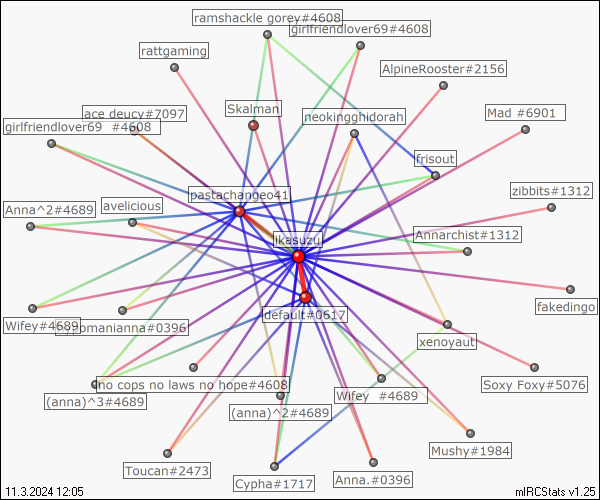 ramshackle gorey#4608
girlfriendlover69#4608
rattgaming
AlpineRooster#2156
Skalman
ace deucy#7097
neokingghidorah
Mad #6901
girlfriendlover69 #4608
frisout
pastachangeo41
zibbits#1312
Anna^2#4689
avelicious
Annarchist#1312
ikasuzu
fakedingo
default#0617
Wifey#4689
manianna#0396
xenoyaut
no cops no laws no hope#4608
Soxy Foxy#5076
(anna)^3#4689
Wifey #4689
(anna)^2#4689
Mushy#1984
Toucan#2473
Cypha#1717
Anna.#0396
11.3.2024 12:05
mIRCStats v1.25